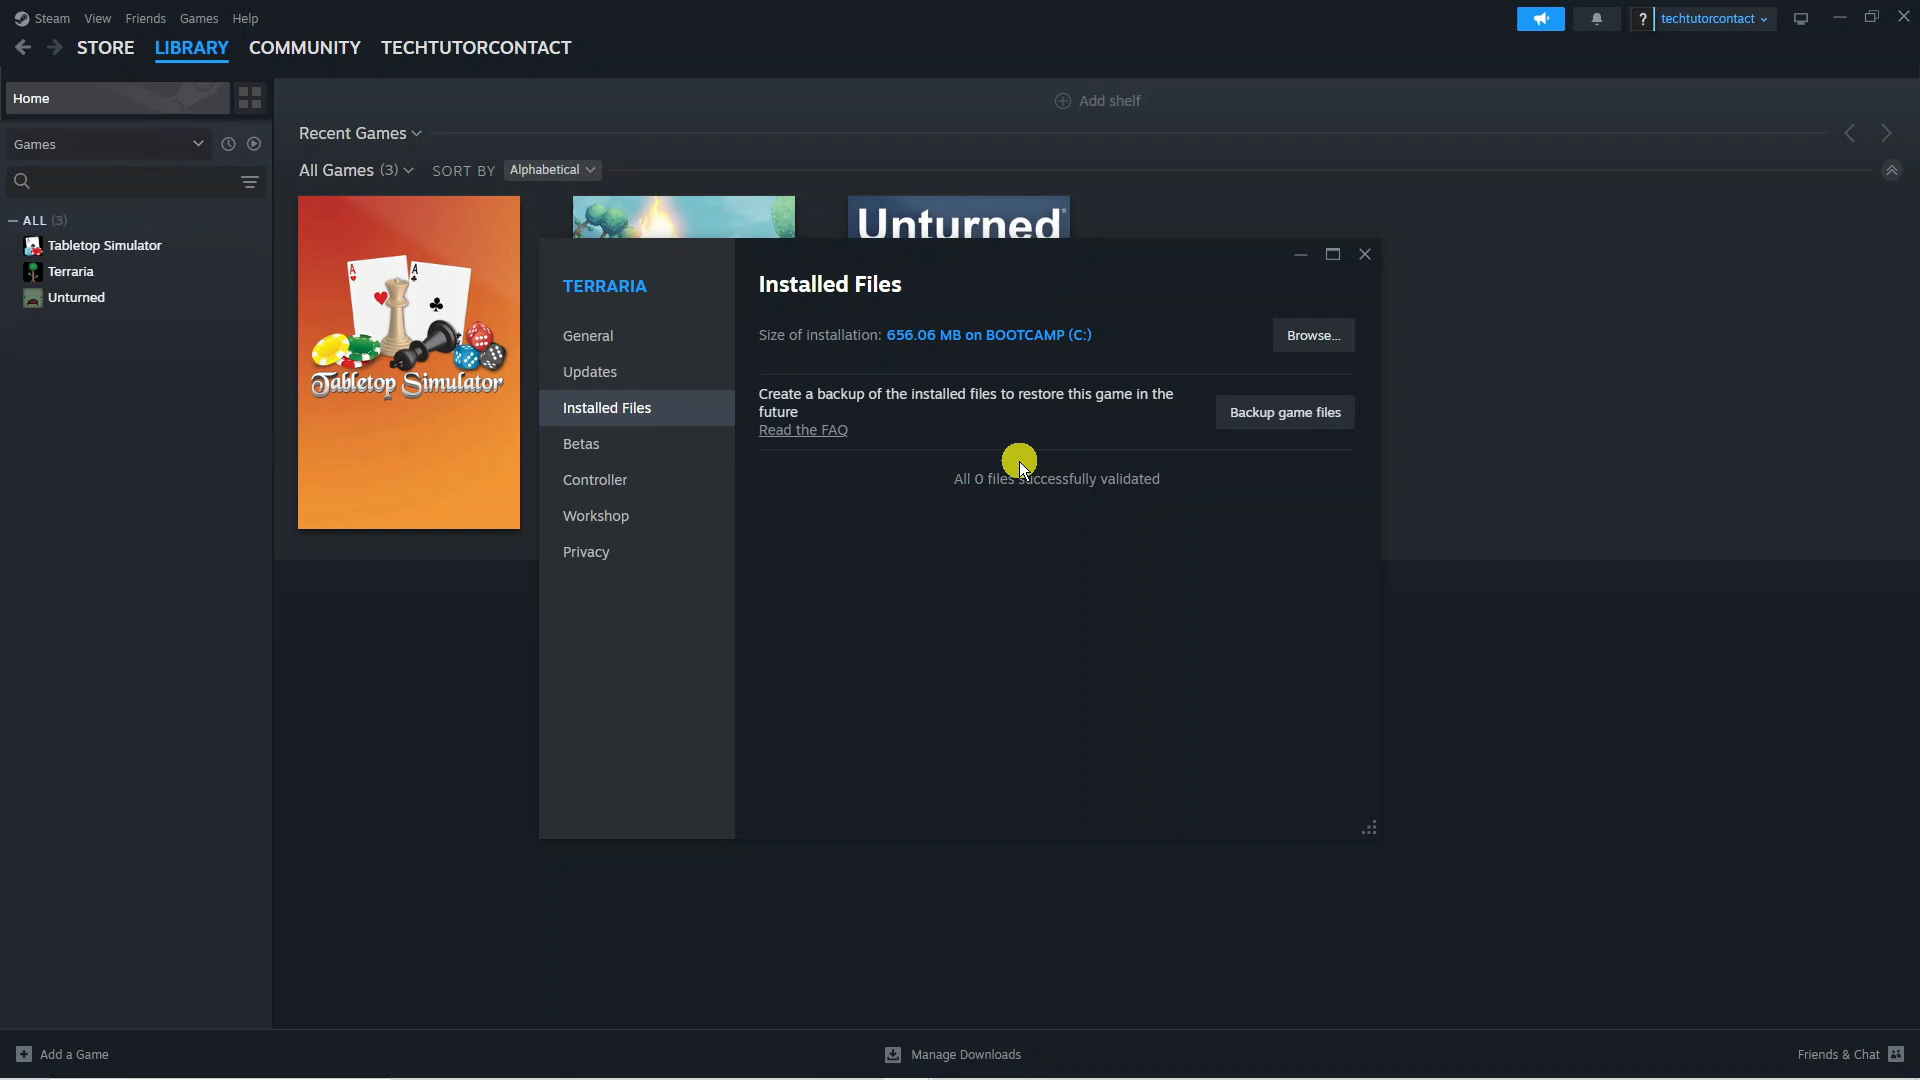 Steam View Friends Games Help
? techtutorcontact
STORE LIBRARY COMMUNITY TECHTUTORCONTACT
Home
Add shelf
Games
Recent Games
All Games (3) SORT BY Alphabetical
ALL (3)
Tabletop Simulator
Terraria
Unturned
A A
Tabletop Simulator
Unturned
TERRARIA
General
Updates
Installed Files
Betas
Controller
Workshop
Privacy
Installed Files
Size of installation: 656.06 MB on BOOTCAMP (C:)
Browse...
Create a backup of the installed files to restore this game in the
future
Read the FAQ
Backup game files
All 0 files successfully validated
Add a Game
Manage Downloads
Friends & Chat